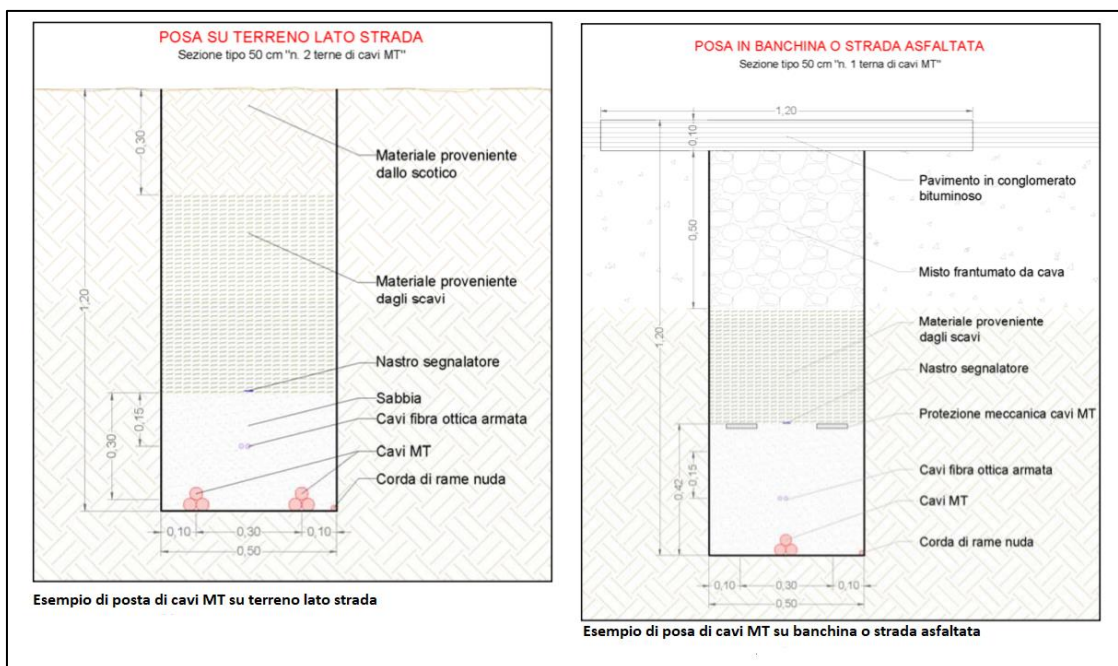 POSA SU TERRENO LATO STRADA
Sezione tipo 50 cm "n. 2 terne di cavi MT"
0,30
1,20
0,30
0,15
Materiale proveniente
dallo scotico
Materiale proveniente
dagli scavi
Nastro segnalatore
Sabbia
Cavi fibra ottica armata
Cavi MT
Corda di rame nuda
0,10
0,30
0,10
0,50
Esempio di posta di cavi MT su terreno lato strada
POSA IN BANCHINA O STRADA ASFALTATA
Sezione tipo 50 cm "n. 1 terna di cavi MT"
1,20
0,10
0,50
1,20
0,15
0,42
Pavimento in conglomerato
bituminoso
Misto frantumato da cava
Materiale proveniente
dagli scavi
Nastro segnalatore
Protezione meccanica cavi MT
Cavi fibra ottica armata
Cavi MT
Corda di rame nuda
0,10
0,30
0,10
0,50
Esempio di posa di cavi MT su banchina o strada asfaltata